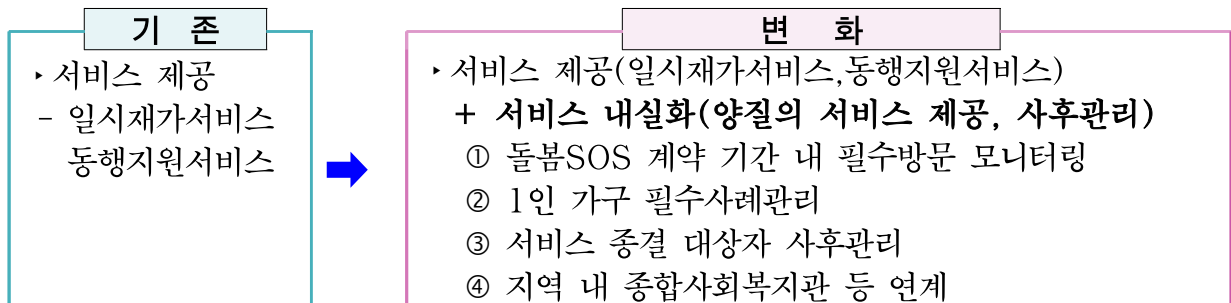 기 존
‣서비스 제공
- 일시재가서비스
동행지원서비스
변 화
‣서비스 제공(일시재가서비스,동행지원서비스)
+ 서비스 내실화(양질의 서비스 제공, 사후관리)
① 돌봄SOS 계약 기간 내 필수방문 모니터링
② 1인 가구 필수사례관리
③ 서비스 종결 대상자 사후관리
④ 지역 내 종합사회복지관 등 연계